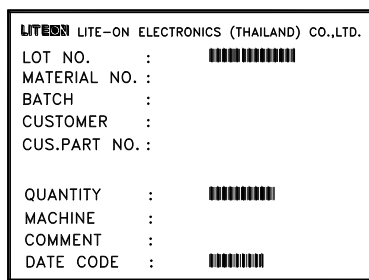 LITEON LITE-ON ELECTRONICS (THAILAND) CO.,LTD.
LOT NO. :
MATERIAL NO. :
BATCH :
CUSTOMER :
CUS.PART NO. :
QUANTITY :
MACHINE :
COMMENT :
DATE CODE :